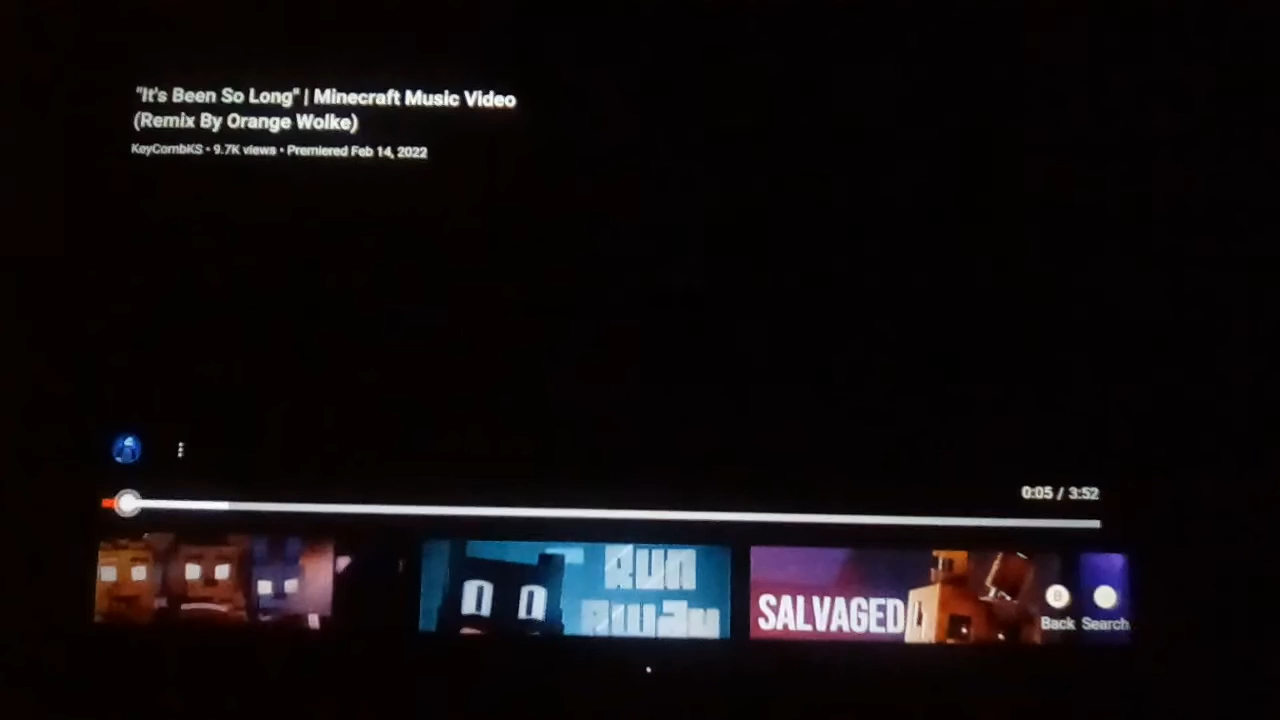 "It's Been So Long" | Minecraft Music Video
(Remix By Orange Wolke)
KeyCombKS • 9.7K views • Premiered Feb 14, 2022
0:05 / 3:52
Run
Away
SALVAGED
B
Back Search